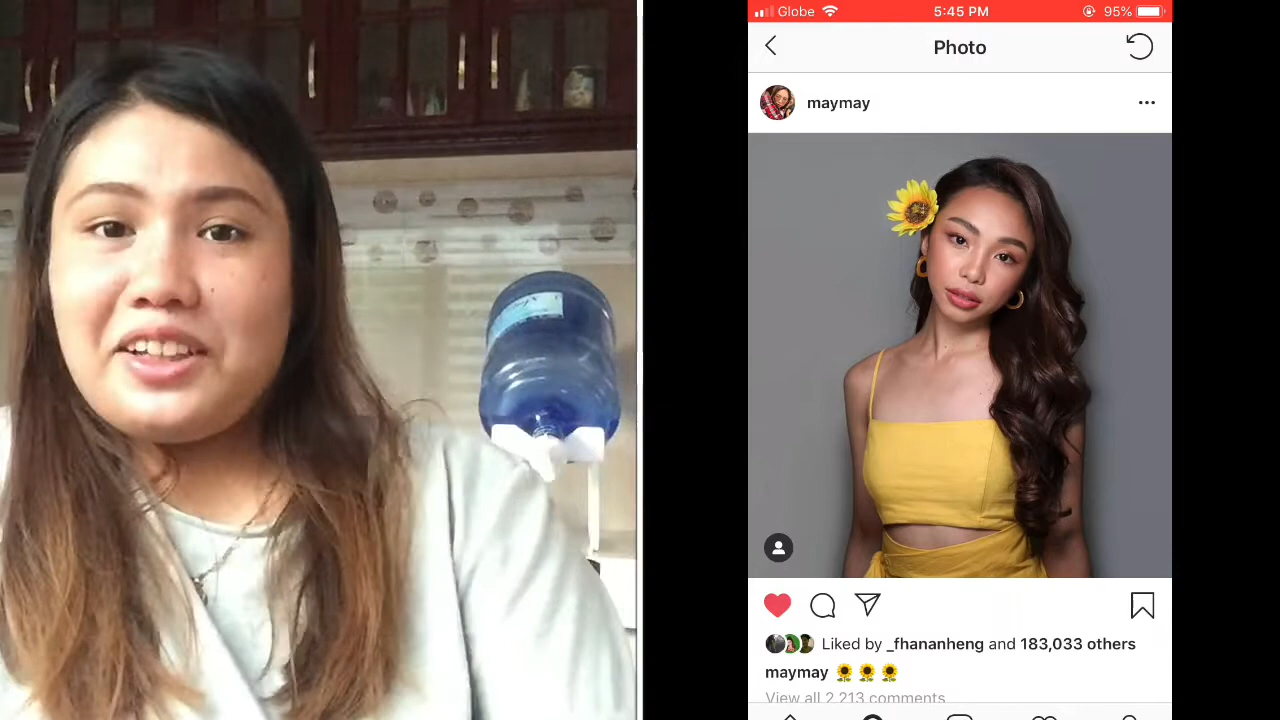 Globe 5:45 PM 95%
Photo
maymay
Liked by _fhananheng and 183,033 others
maymay 🌻🌻🌻
View all 2,213 comments